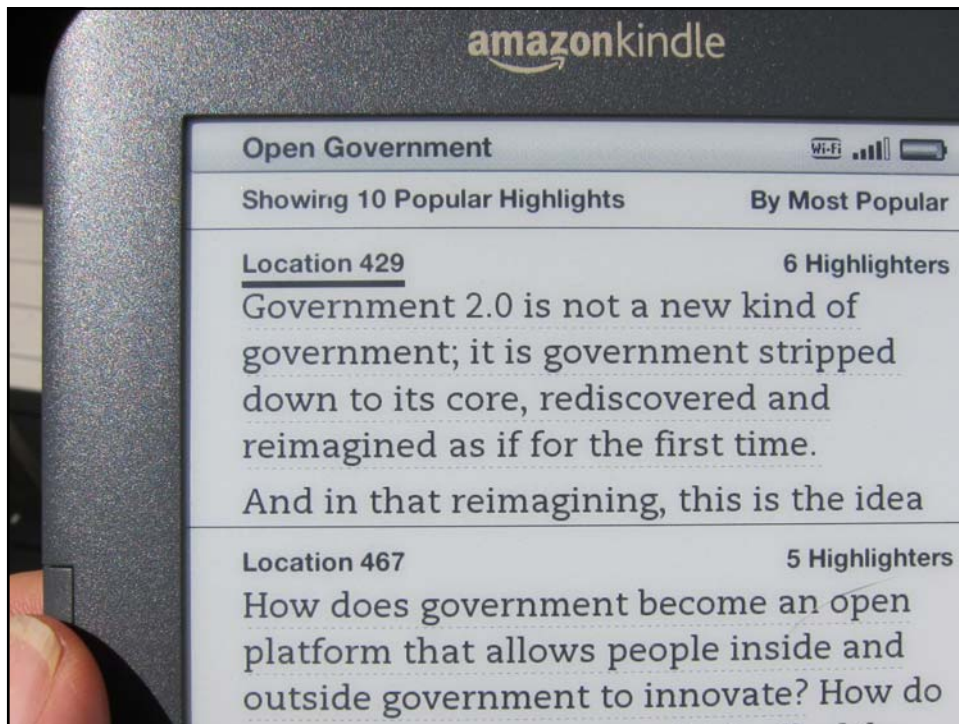 amazonkindle
Open Government Wi-Fi
Showing 10 Popular Highlights By Most Popular
Location 429 6 Highlighters
Government 2.0 is not a new kind of
government; it is government stripped
down to its core, rediscovered and
reimagined as if for the first time.
And in that reimagining, this is the idea
Location 467 5 Highlighters
How does government become an open
platform that allows people inside and
outside government to innovate? How do